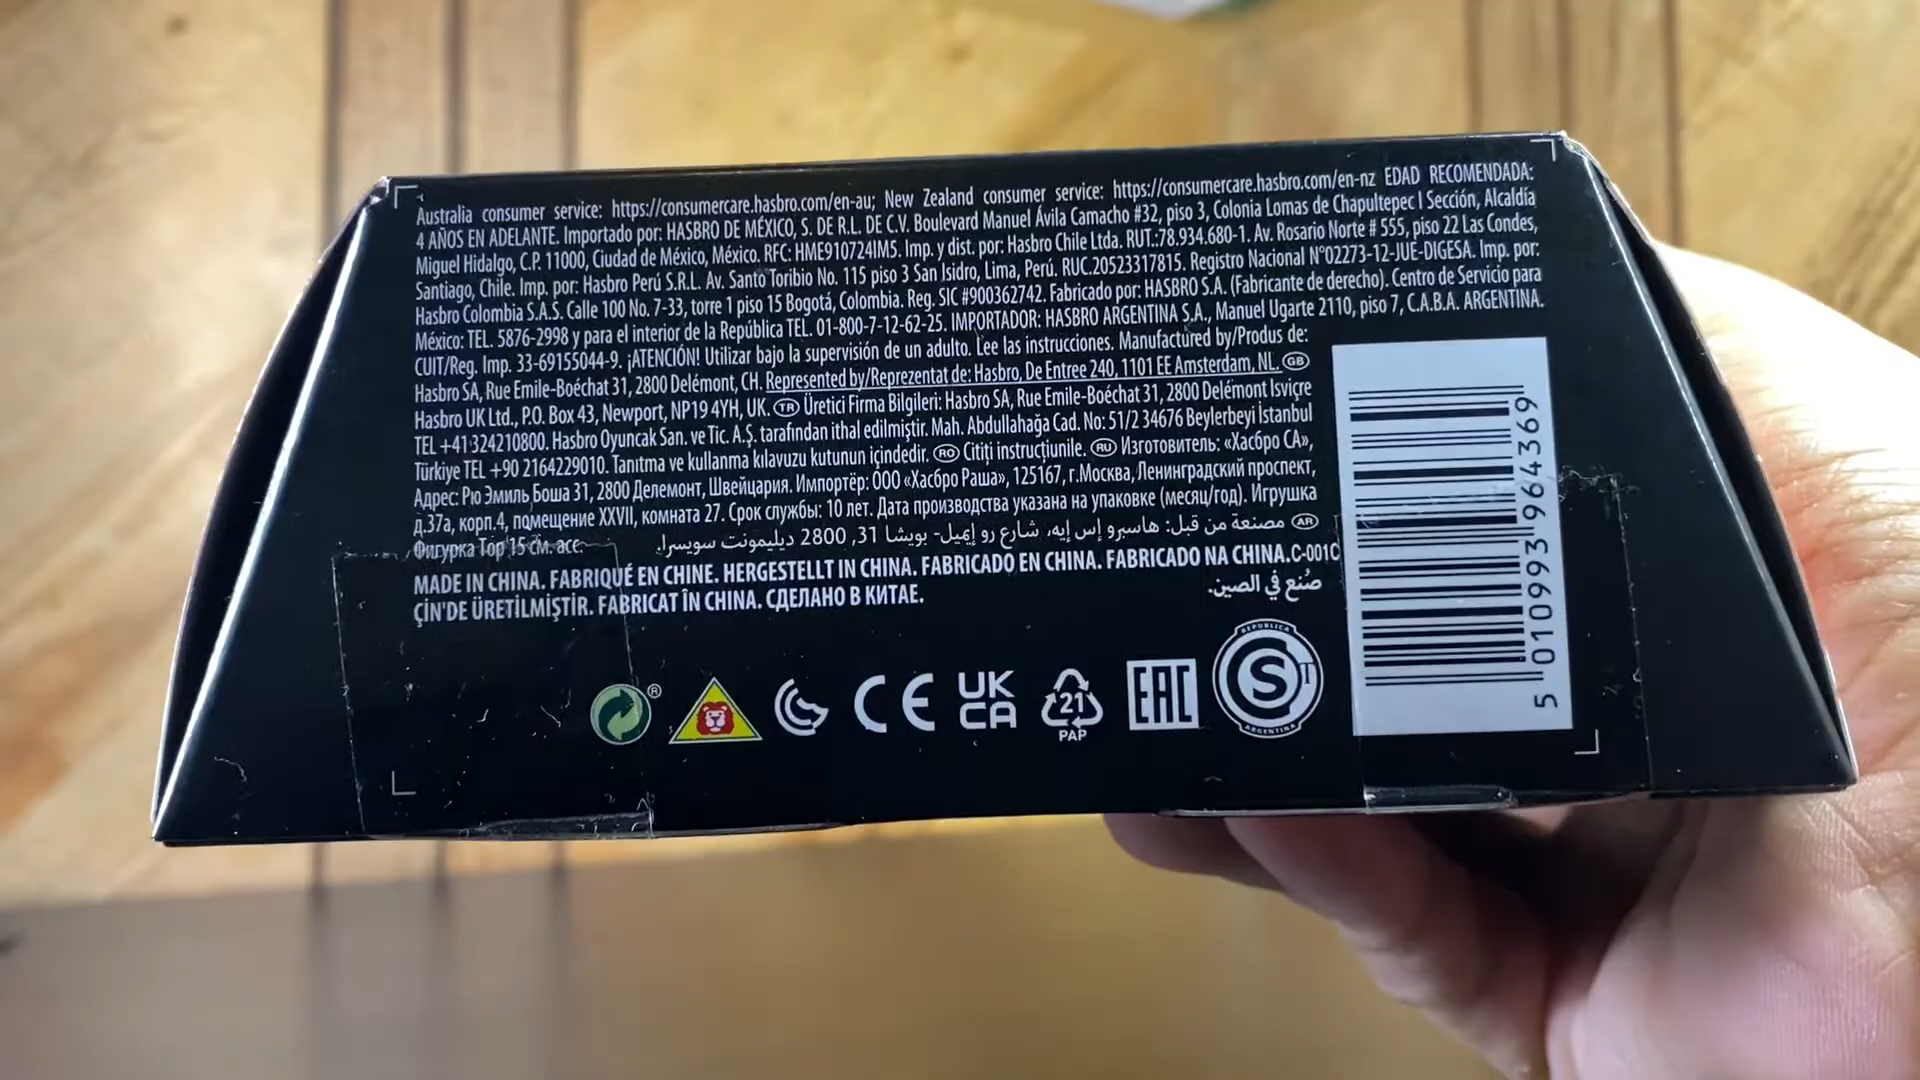 Australia consumer service: https://consumercare.hasbro.com/en-au; New Zealand consumer service: https://consumercare.hasbro.com/en-nz EDAD RECOMENDADA:
4 AÑOS EN ADELANTE. Importado por: HASBRO DE MÉXICO, S. DE R.L. DE C.V. Boulevard Manuel Ávila Camacho #32, piso 3, Colonia Lomas de Chapultepec I Sección, Alcaldía
Miguel Hidalgo, C.P. 11000, Ciudad de México, México. RFC: HME910724IM5. Imp. y dist. por: Hasbro Chile Ltda. RUT.:78.934.680-1. Av. Rosario Norte # 555, piso 22 Las Condes,
Santiago, Chile. Imp. por: Hasbro Perú S.R.L. Av. Santo Toribio No. 115 piso 3 San Isidro, Lima, Perú. RUC.20523317815. Registro Nacional N°02273-12-JUE-DIGESA. Imp. por:
Hasbro Colombia S.A.S. Calle 100 No. 7-33, torre 1 piso 15 Bogotá, Colombia. Reg. SIC #900362742. Fabricado por: HASBRO S.A. (Fabricante de derecho). Centro de Servicio para
México: TEL. 5876-2998 y para el interior de la República TEL. 01-800-7-12-62-25. IMPORTADOR: HASBRO ARGENTINA S.A., Manuel Ugarte 2110, piso 7, C.A.B.A. ARGENTINA.
CUIT/Reg. Imp. 33-69155044-9. ¡ATENCIÓN! Utilizar bajo la supervisión de un adulto. Lee las instrucciones. Manufactured by/Produs de:
Hasbro SA, Rue Emile-Boéchat 31, 2800 Delémont, CH. Represented by/Reprezentat de: Hasbro, De Entree 240, 1101 EE Amsterdam, NL. GB
Hasbro UK Ltd., P.O. Box 43, Newport, NP19 4YH, UK. TR Üretici Firma Bilgileri: Hasbro SA, Rue Emile-Boéchat 31, 2800 Delémont İsviçre
TEL +41 324210800. Hasbro Oyuncak San. ve Tic. A.Ş. tarafından ithal edilmiştir. Mah. Abdullahağa Cad. No: 51/2 34676 Beylerbeyi İstanbul
Türkiye TEL +90 2164229010. Tanıtma ve kullanma kılavuzu kutunun içindedir. RO Citiţi instrucţiunile. RU Изготовитель: «Хасбро СА»,
Адрес: Рю Эмиль Боша 31, 2800 Делемонт, Швейцария. Импортёр: ООО «Хасбро Раша», 125167, г.Москва, Ленинградский проспект,
д.37а, корп.4, помещение XXVII, комната 27. Срок службы: 10 лет. Дата производства указана на упаковке (месяц/год). Игрушка
Фигурка Тор 15 см. асс. AR مصنعة من قبل: هاسبرو إس إيه، شارع رو إيميل- بويشا 31, 2800 ديليمونت سويسرا.
MADE IN CHINA. FABRIQUÉ EN CHINE. HERGESTELLT IN CHINA. FABRICADO EN CHINA. FABRICADO NA CHINA. C-001C
ÇİN'DE ÜRETİLMİŞTİR. FABRICAT ÎN CHINA. СДЕЛАНО В КИТАЕ. صُنع في الصين.
®
CE
UK
CA
21
PAP
EAC
REPUBLICA
S T
ARGENTINA
5 010993 964369